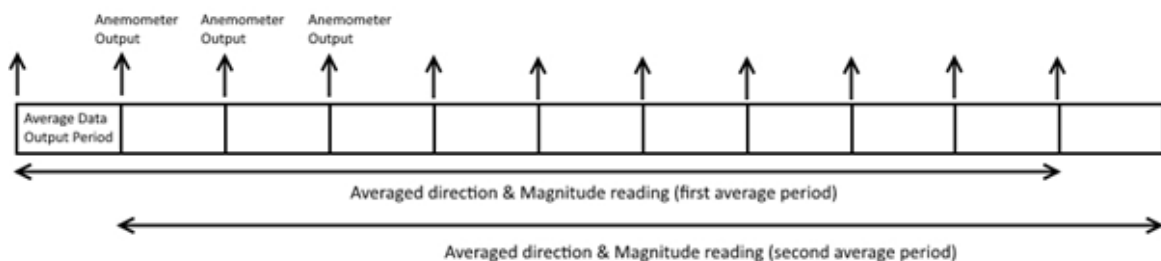 Anemometer
Output
Anemometer
Output
Anemometer
Output
Average Data
Output Period
Averaged direction & Magnitude reading (first average period)
Averaged direction & Magnitude reading (second average period)